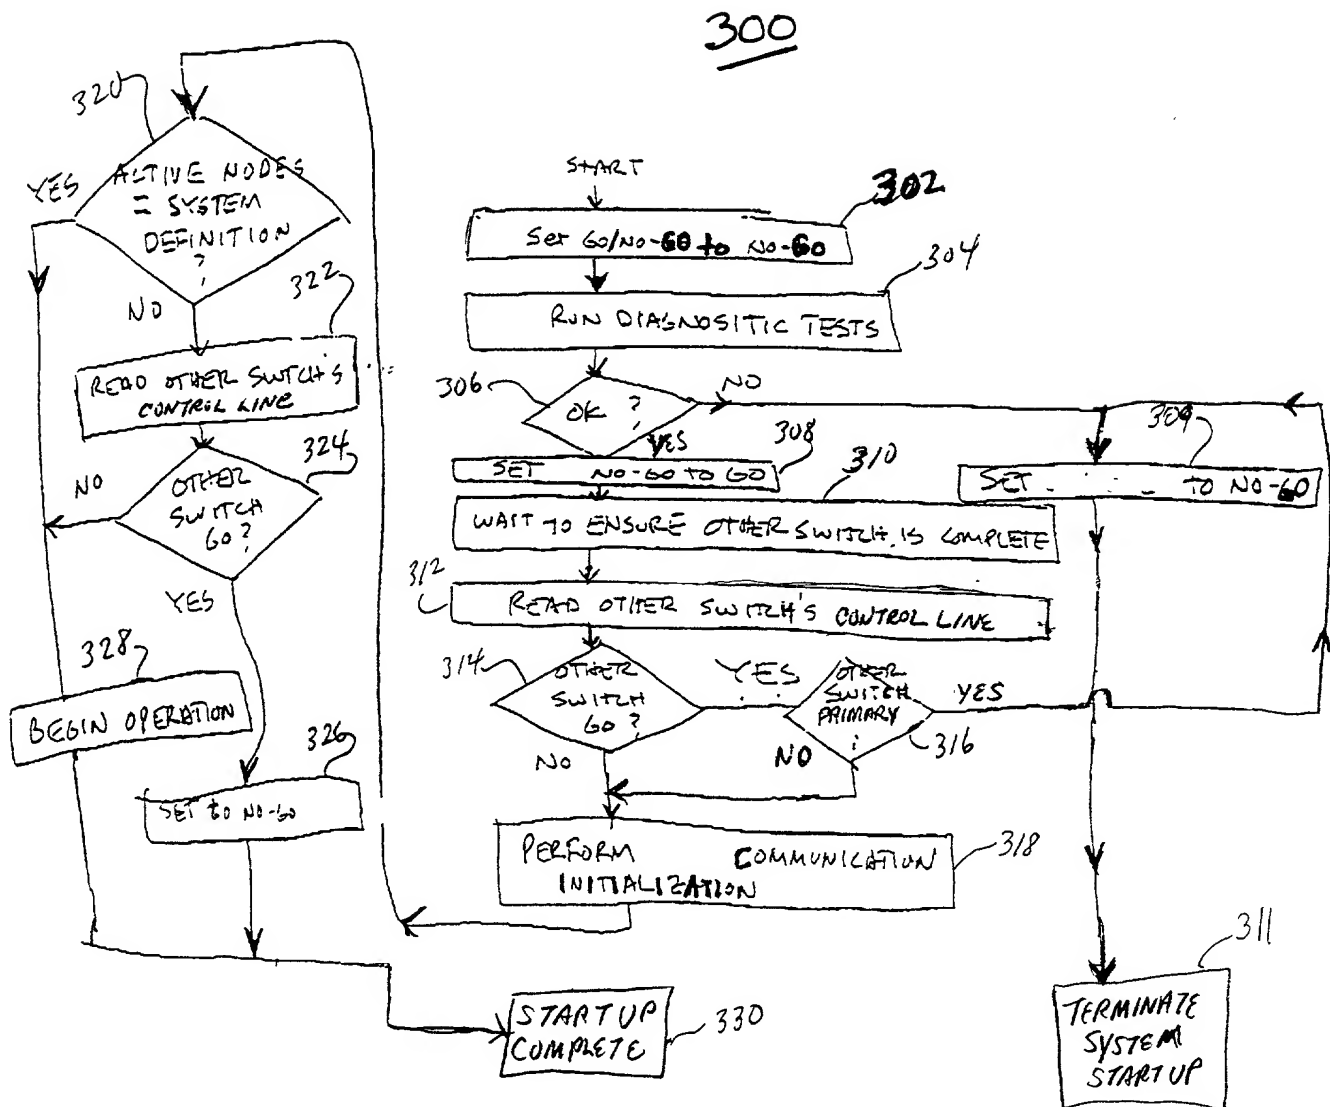 300
320
YES
ACTIVE NODES
= SYSTEM
DEFINITION
?
NO
322
READ OTHER SWTCH'S
CONTROL LINE
324
NO
OTHER
SWITCH
GO?
YES
328
BEGIN OPERATION
326
SET TO NO-GO
START
302
Set GO/NO-GO to NO-GO
304
RUN DIAGNOSITIC TESTS
306
OK ?
NO
YES
308
SET NO-GO TO GO
310
309
SET TO NO-GO
WAIT TO ENSURE OTHER SWITCH IS COMPLETE
312
READ OTHER SWITCH'S CONTROL LINE
314
OTHER
SWITCH
GO?
YES
OTHER
SWITCH
PRIMARY
?
YES
316
NO
NO
PERFORM COMMUNICATION
INITIALIZATION
318
311
TERMINATE
SYSTEM
STARTUP
STARTUP
COMPLETE
330